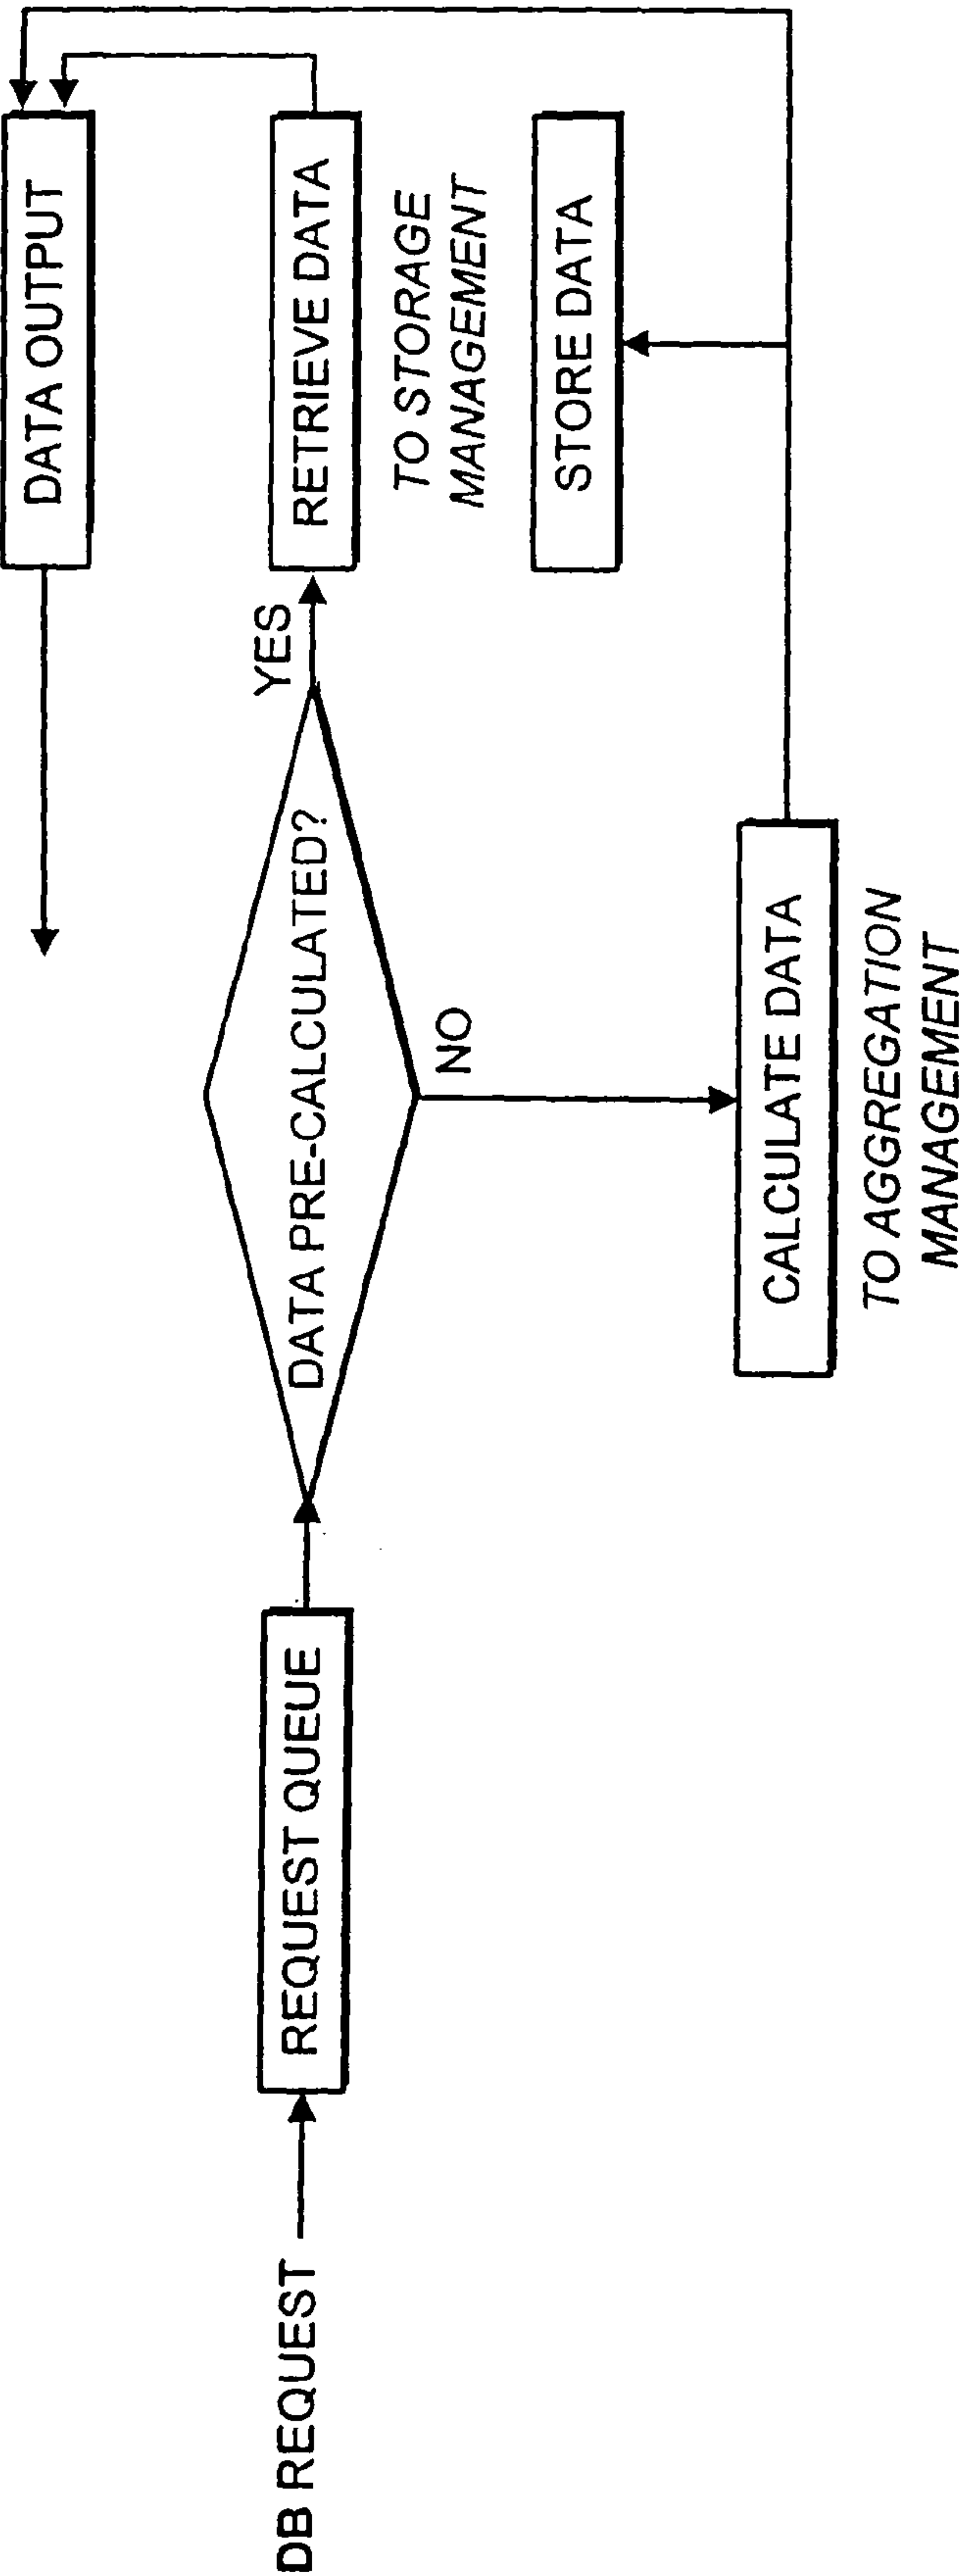 DB REQUEST
REQUEST QUEUE
DATA PRE-CALCULATED?
YES
NO
DATA OUTPUT
RETRIEVE DATA
TO STORAGE
MANAGEMENT
STORE DATA
CALCULATE DATA
TO AGGREGATION
MANAGEMENT